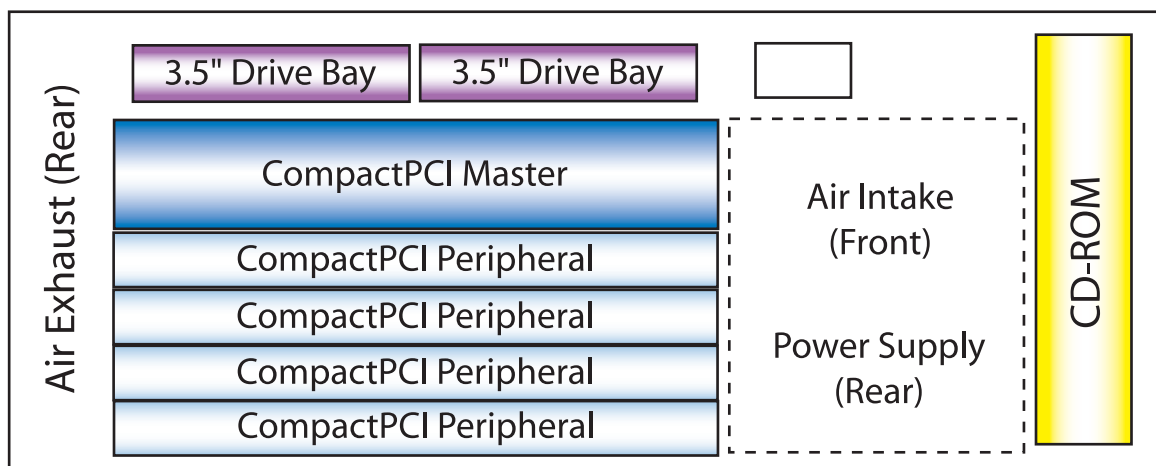 3.5" Drive Bay
3.5" Drive Bay
Air Exhaust (Rear)
CompactPCI Master
CompactPCI Peripheral
CompactPCI Peripheral
CompactPCI Peripheral
CompactPCI Peripheral
Air Intake
(Front)
Power Supply
(Rear)
CD-ROM